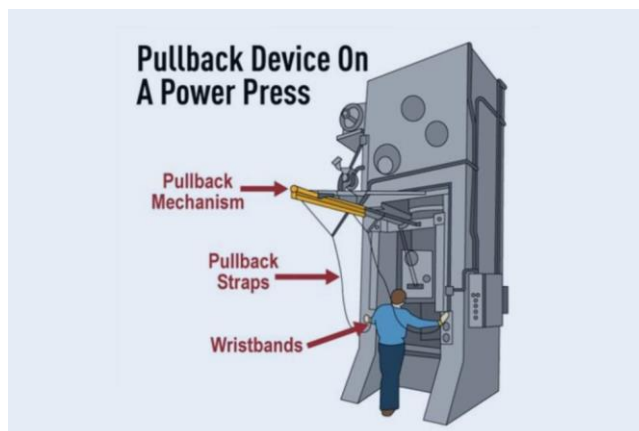 Pullback Device On
A Power Press
Pullback
Mechanism
Pullback
Straps
Wristbands